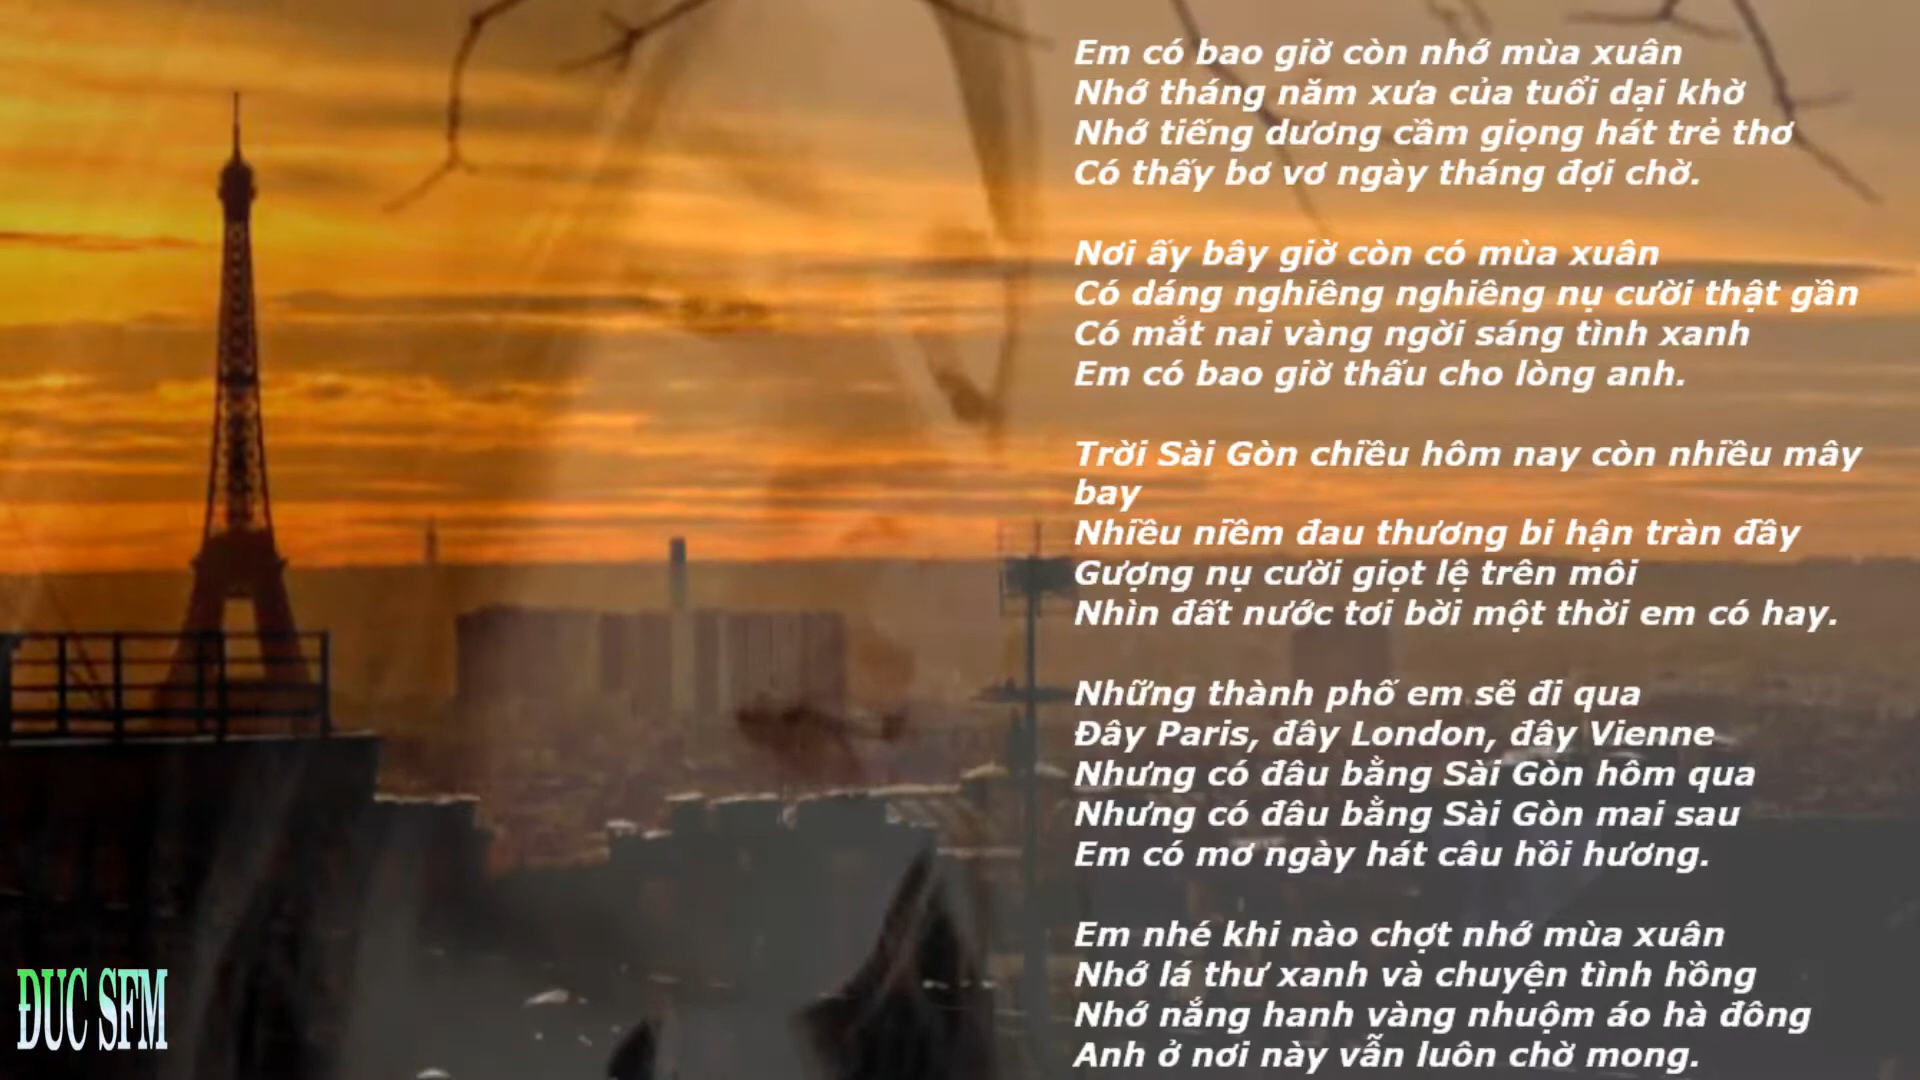 Em có bao giờ còn nhớ mùa xuân
Nhớ tháng năm xưa của tuổi dại khờ
Nhớ tiếng dương cầm giọng hát trẻ thơ
Có thấy bơ vơ ngày tháng đợi chờ.
Nơi ấy bây giờ còn có mùa xuân
Có dáng nghiêng nghiêng nụ cười thật gần
Có mắt nai vàng ngời sáng tình xanh
Em có bao giờ thấu cho lòng anh.
Trời Sài Gòn chiều hôm nay còn nhiều mây
bay
Nhiều niềm đau thương bi hận tràn đầy
Gượng nụ cười giọt lệ trên môi
Nhìn đất nước tơi bời một thời em có hay.
Những thành phố em sẽ đi qua
Đây Paris, đây London, đây Vienne
Nhưng có đâu bằng Sài Gòn hôm qua
Nhưng có đâu bằng Sài Gòn mai sau
Em có mơ ngày hát câu hồi hương.
Em nhé khi nào chợt nhớ mùa xuân
Nhớ lá thư xanh và chuyện tình hồng
Nhớ nắng hanh vàng nhuộm áo hà đông
Anh ở nơi này vẫn luôn chờ mong.
ĐUC SFM